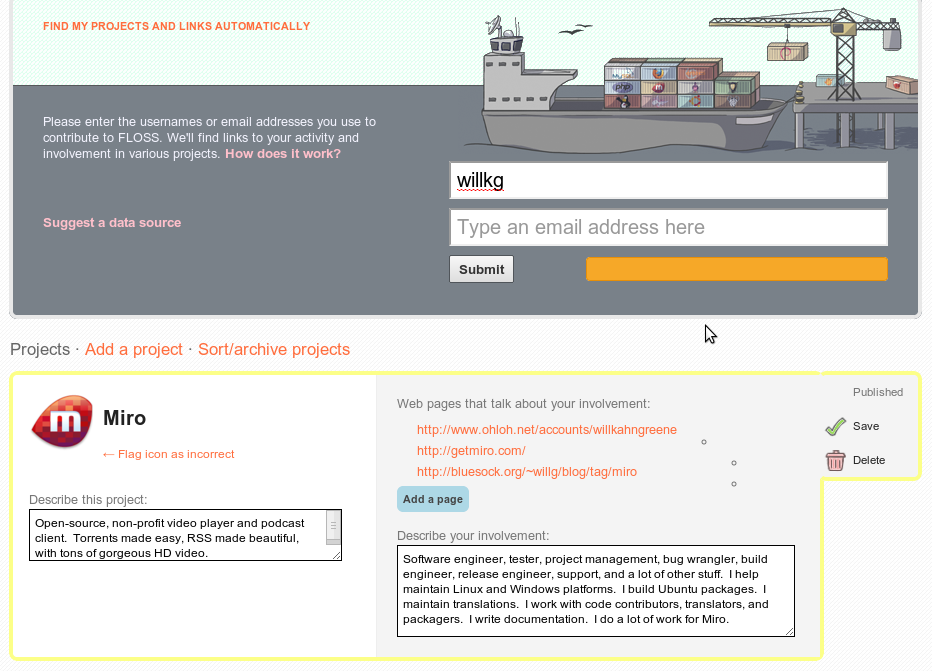 FIND MY PROJECTS AND LINKS AUTOMATICALLY
php
Please enter the usernames or email addresses you use to
contribute to FLOSS. We'll find links to your activity and
involvement in various projects. How does it work?
willkg
Suggest a data source
Type an email address here
Submit
Projects · Add a project · Sort/archive projects
m
Miro
← Flag icon as incorrect
Describe this project:
Open-source, non-profit video player and podcast
client. Torrents made easy, RSS made beautiful,
with tons of gorgeous HD video.
Web pages that talk about your involvement:
http://www.ohloh.net/accounts/willkahngreene
http://getmiro.com/
http://bluesock.org/~willg/blog/tag/miro
Add a page
Describe your involvement:
Software engineer, tester, project management, bug wrangler, build
engineer, release engineer, support, and a lot of other stuff. I help
maintain Linux and Windows platforms. I build Ubuntu packages. I
maintain translations. I work with code contributors, translators, and
packagers. I write documentation. I do a lot of work for Miro.
Published
Save
Delete